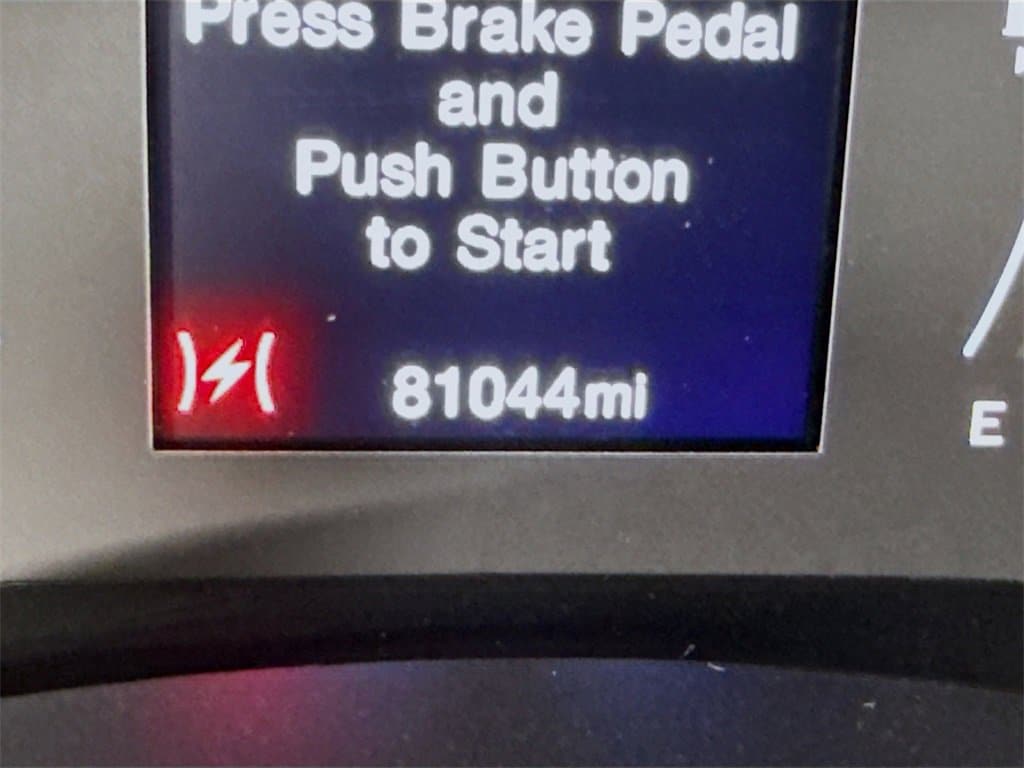 Press Brake Pedal
and
Push Button
to Start
81044mi
E